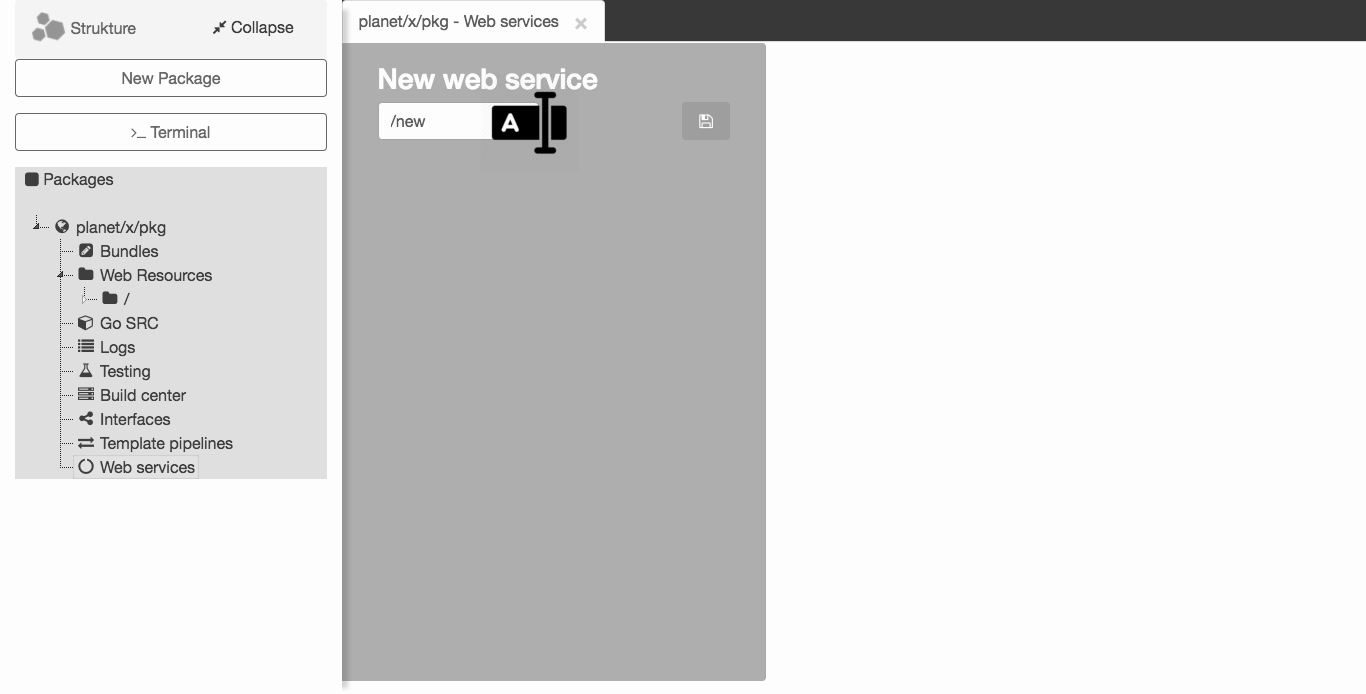 Strukture
Collapse
New Package
>_ Terminal
Packages
planet/x/pkg
Bundles
Web Resources
/
Go SRC
Logs
Testing
Build center
Interfaces
Template pipelines
Web services
planet/x/pkg - Web services
New web service
/new
A